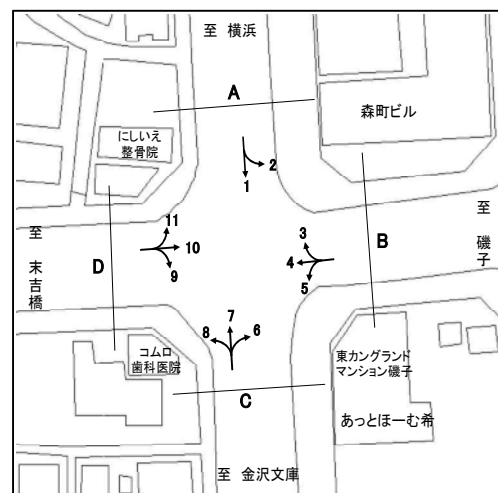 至 横浜
A
森町ビル
にしいえ
整骨院
2
1
11
10
9
D
3
4
5
B
至 磯子
至 末吉橋
7
8
6
コムロ
歯科医院
C
東カングランド
マンション磯子
あっとほーむ希
至 金沢文庫